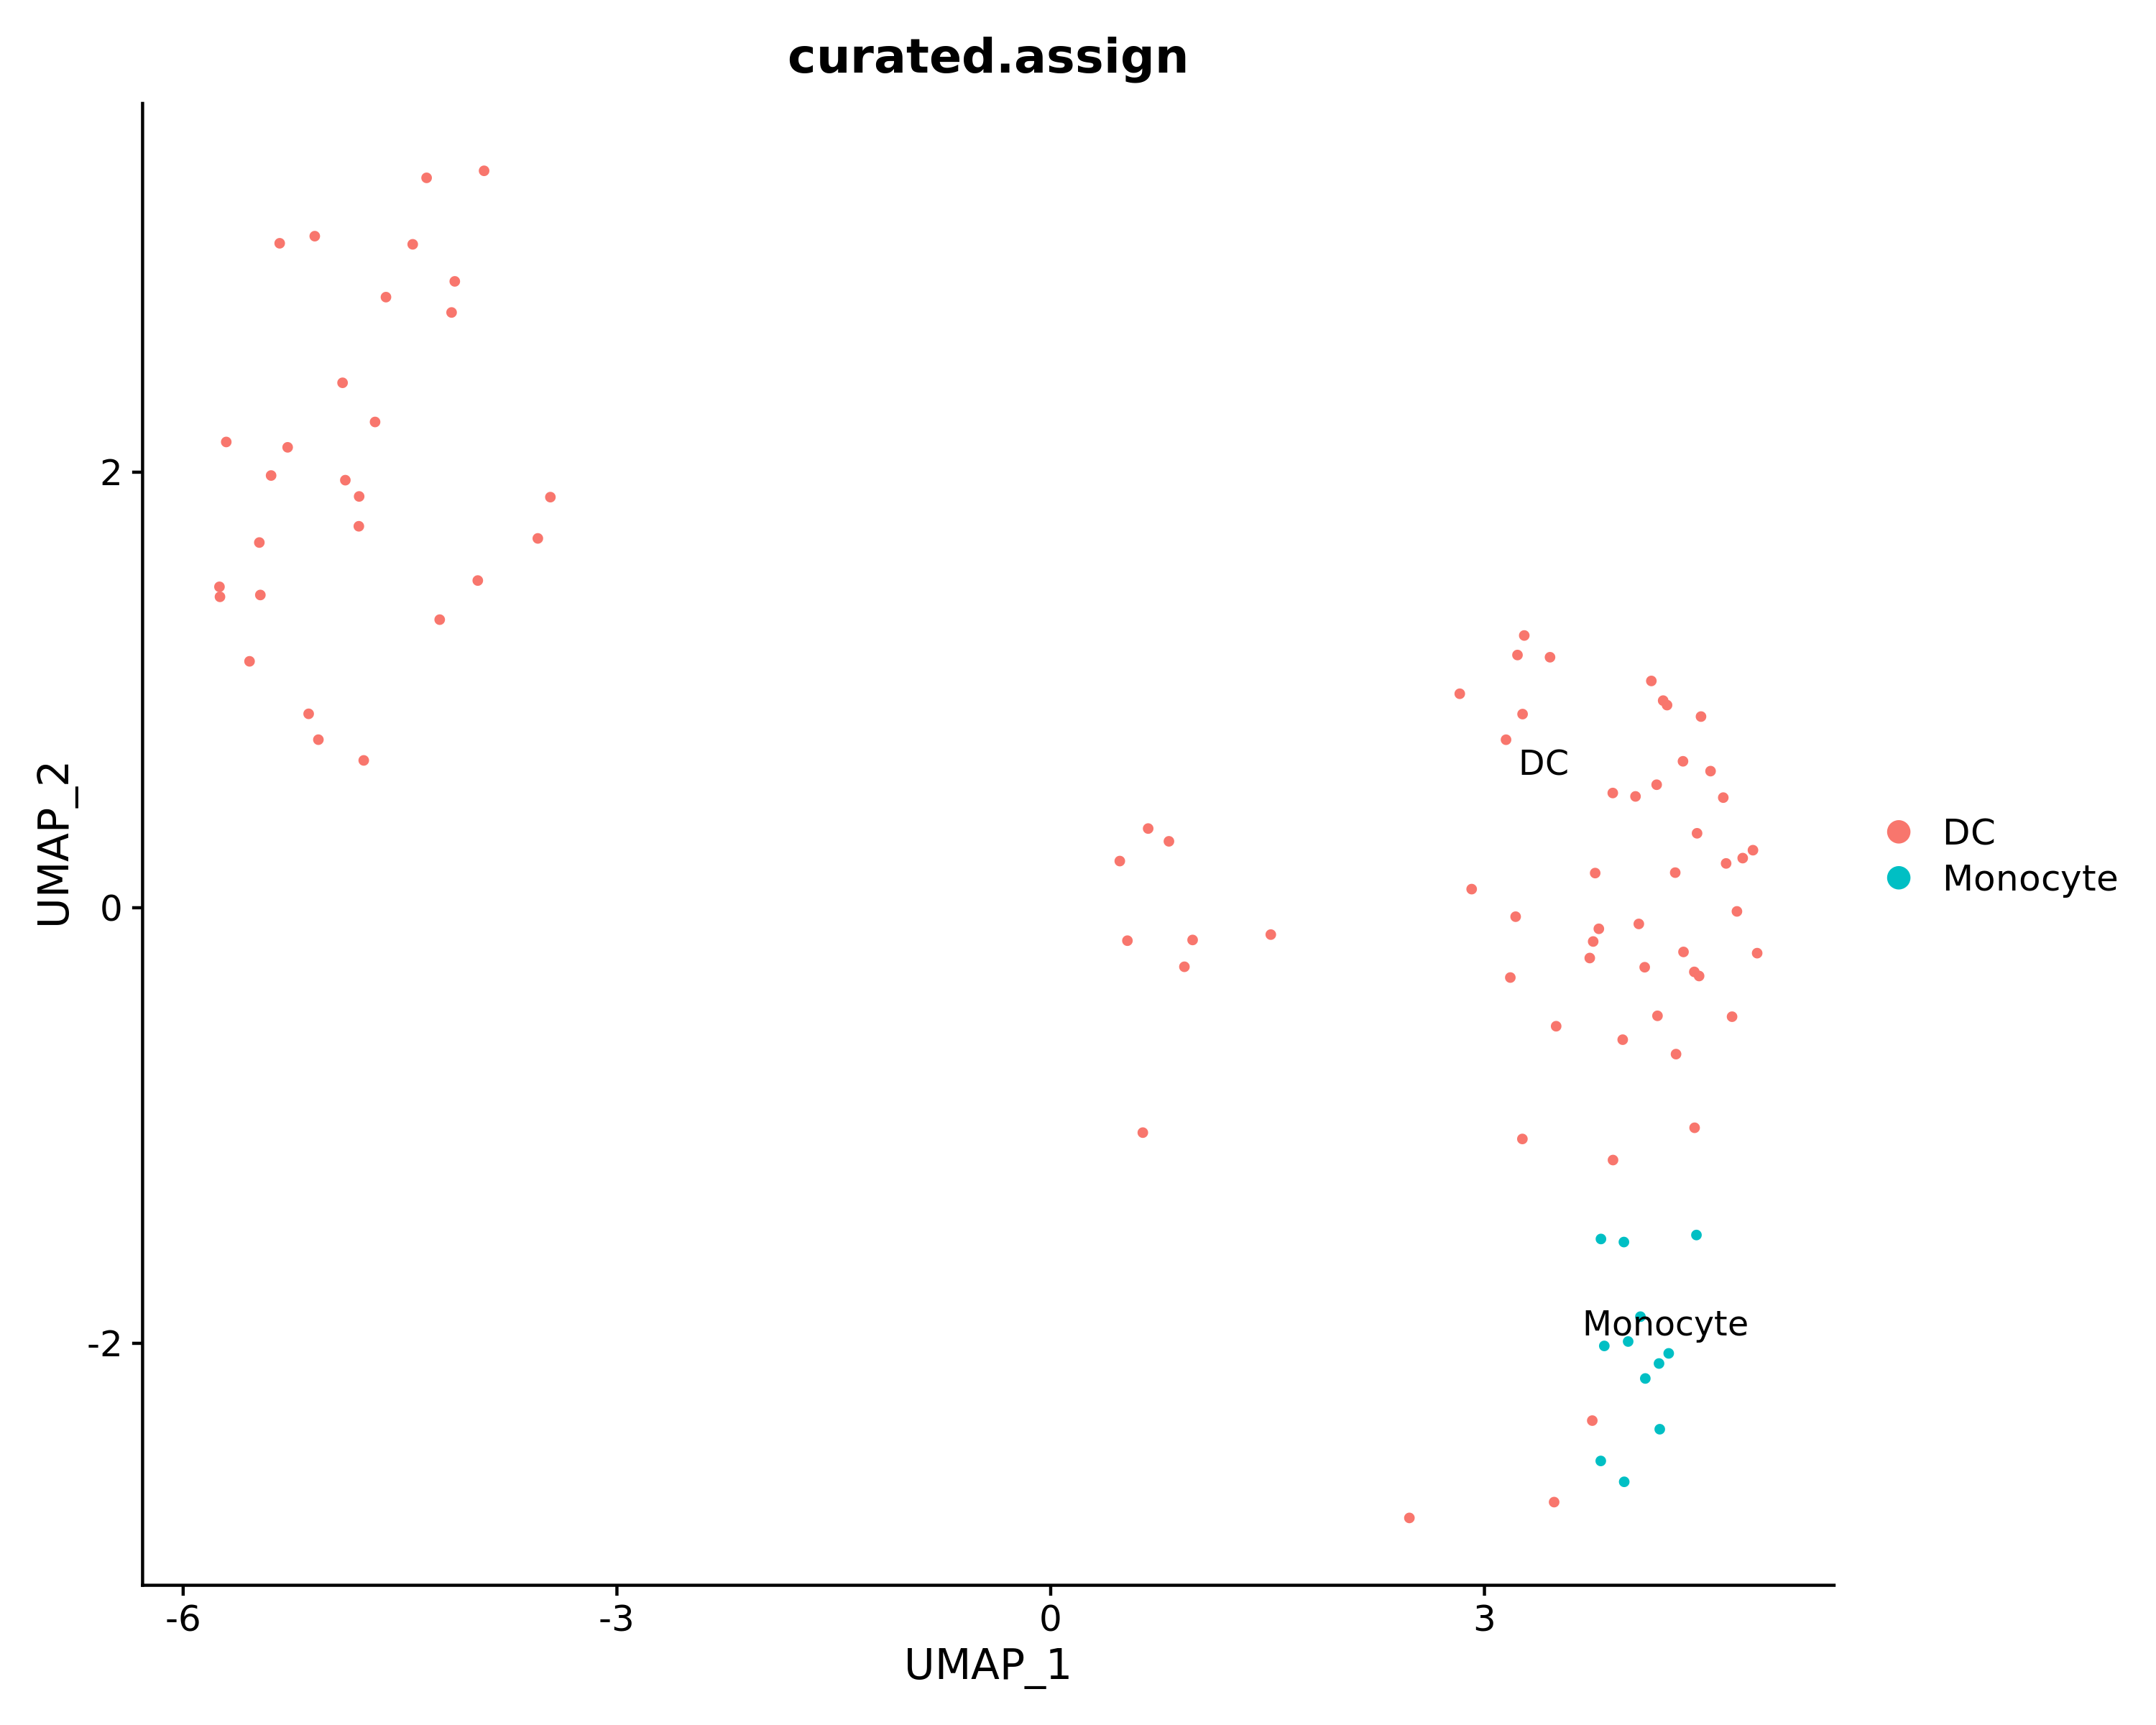 curated.assign
UMAP_2
2
0
-2
DC
Monocyte
DC
Monocyte
-6
-3
0
3
UMAP_1